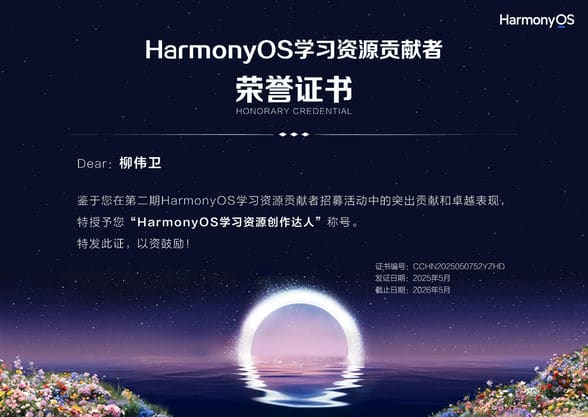 HarmonyOS
HarmonyOS学习资源贡献者
荣誉证书
HONORARY CREDENTIAL
Dear：柳伟卫
鉴于您在第二期HarmonyOS学习资源贡献者招募活动中的突出贡献和卓越表现，
特授予您“HarmonyOS学习资源创作达人”称号。
特发此证，以资鼓励！
证书编号：CCHN2025050752YZHD
发证日期：2025年5月
截止日期：2026年5月